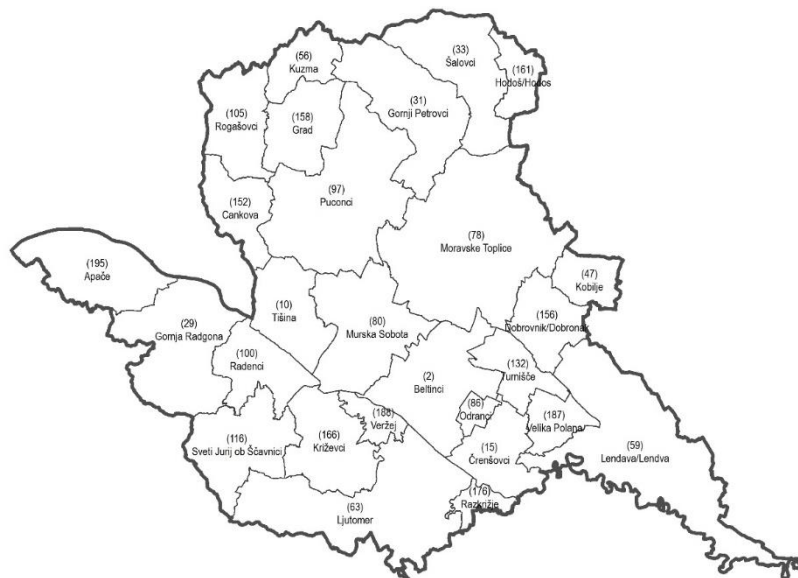 (56)
Kuzma
(33)
Šalovci
(161)
Hodoš/Hodos
(105)
Rogašovci
(158)
Grad
(31)
Gornji Petrovci
(152)
Cankova
(97)
Puconci
(78)
Moravske Toplice
(195)
Apače
(47)
Kobilje
(29)
Gornja Radgona
(10)
Tišina
(80)
Murska Sobota
(156)
Dobrovnik/Dobronak
(100)
Radenci
(132)
Turnišče
(2)
Beltinci
(86)
Odranci
(188)
Veržej
(187)
Velika Polana
(116)
Sveti Jurij ob Ščavnici
(166)
Križevci
(15)
Črenšovci
(59)
Lendava/Lendva
(176)
Razkrižje
(63)
Ljutomer